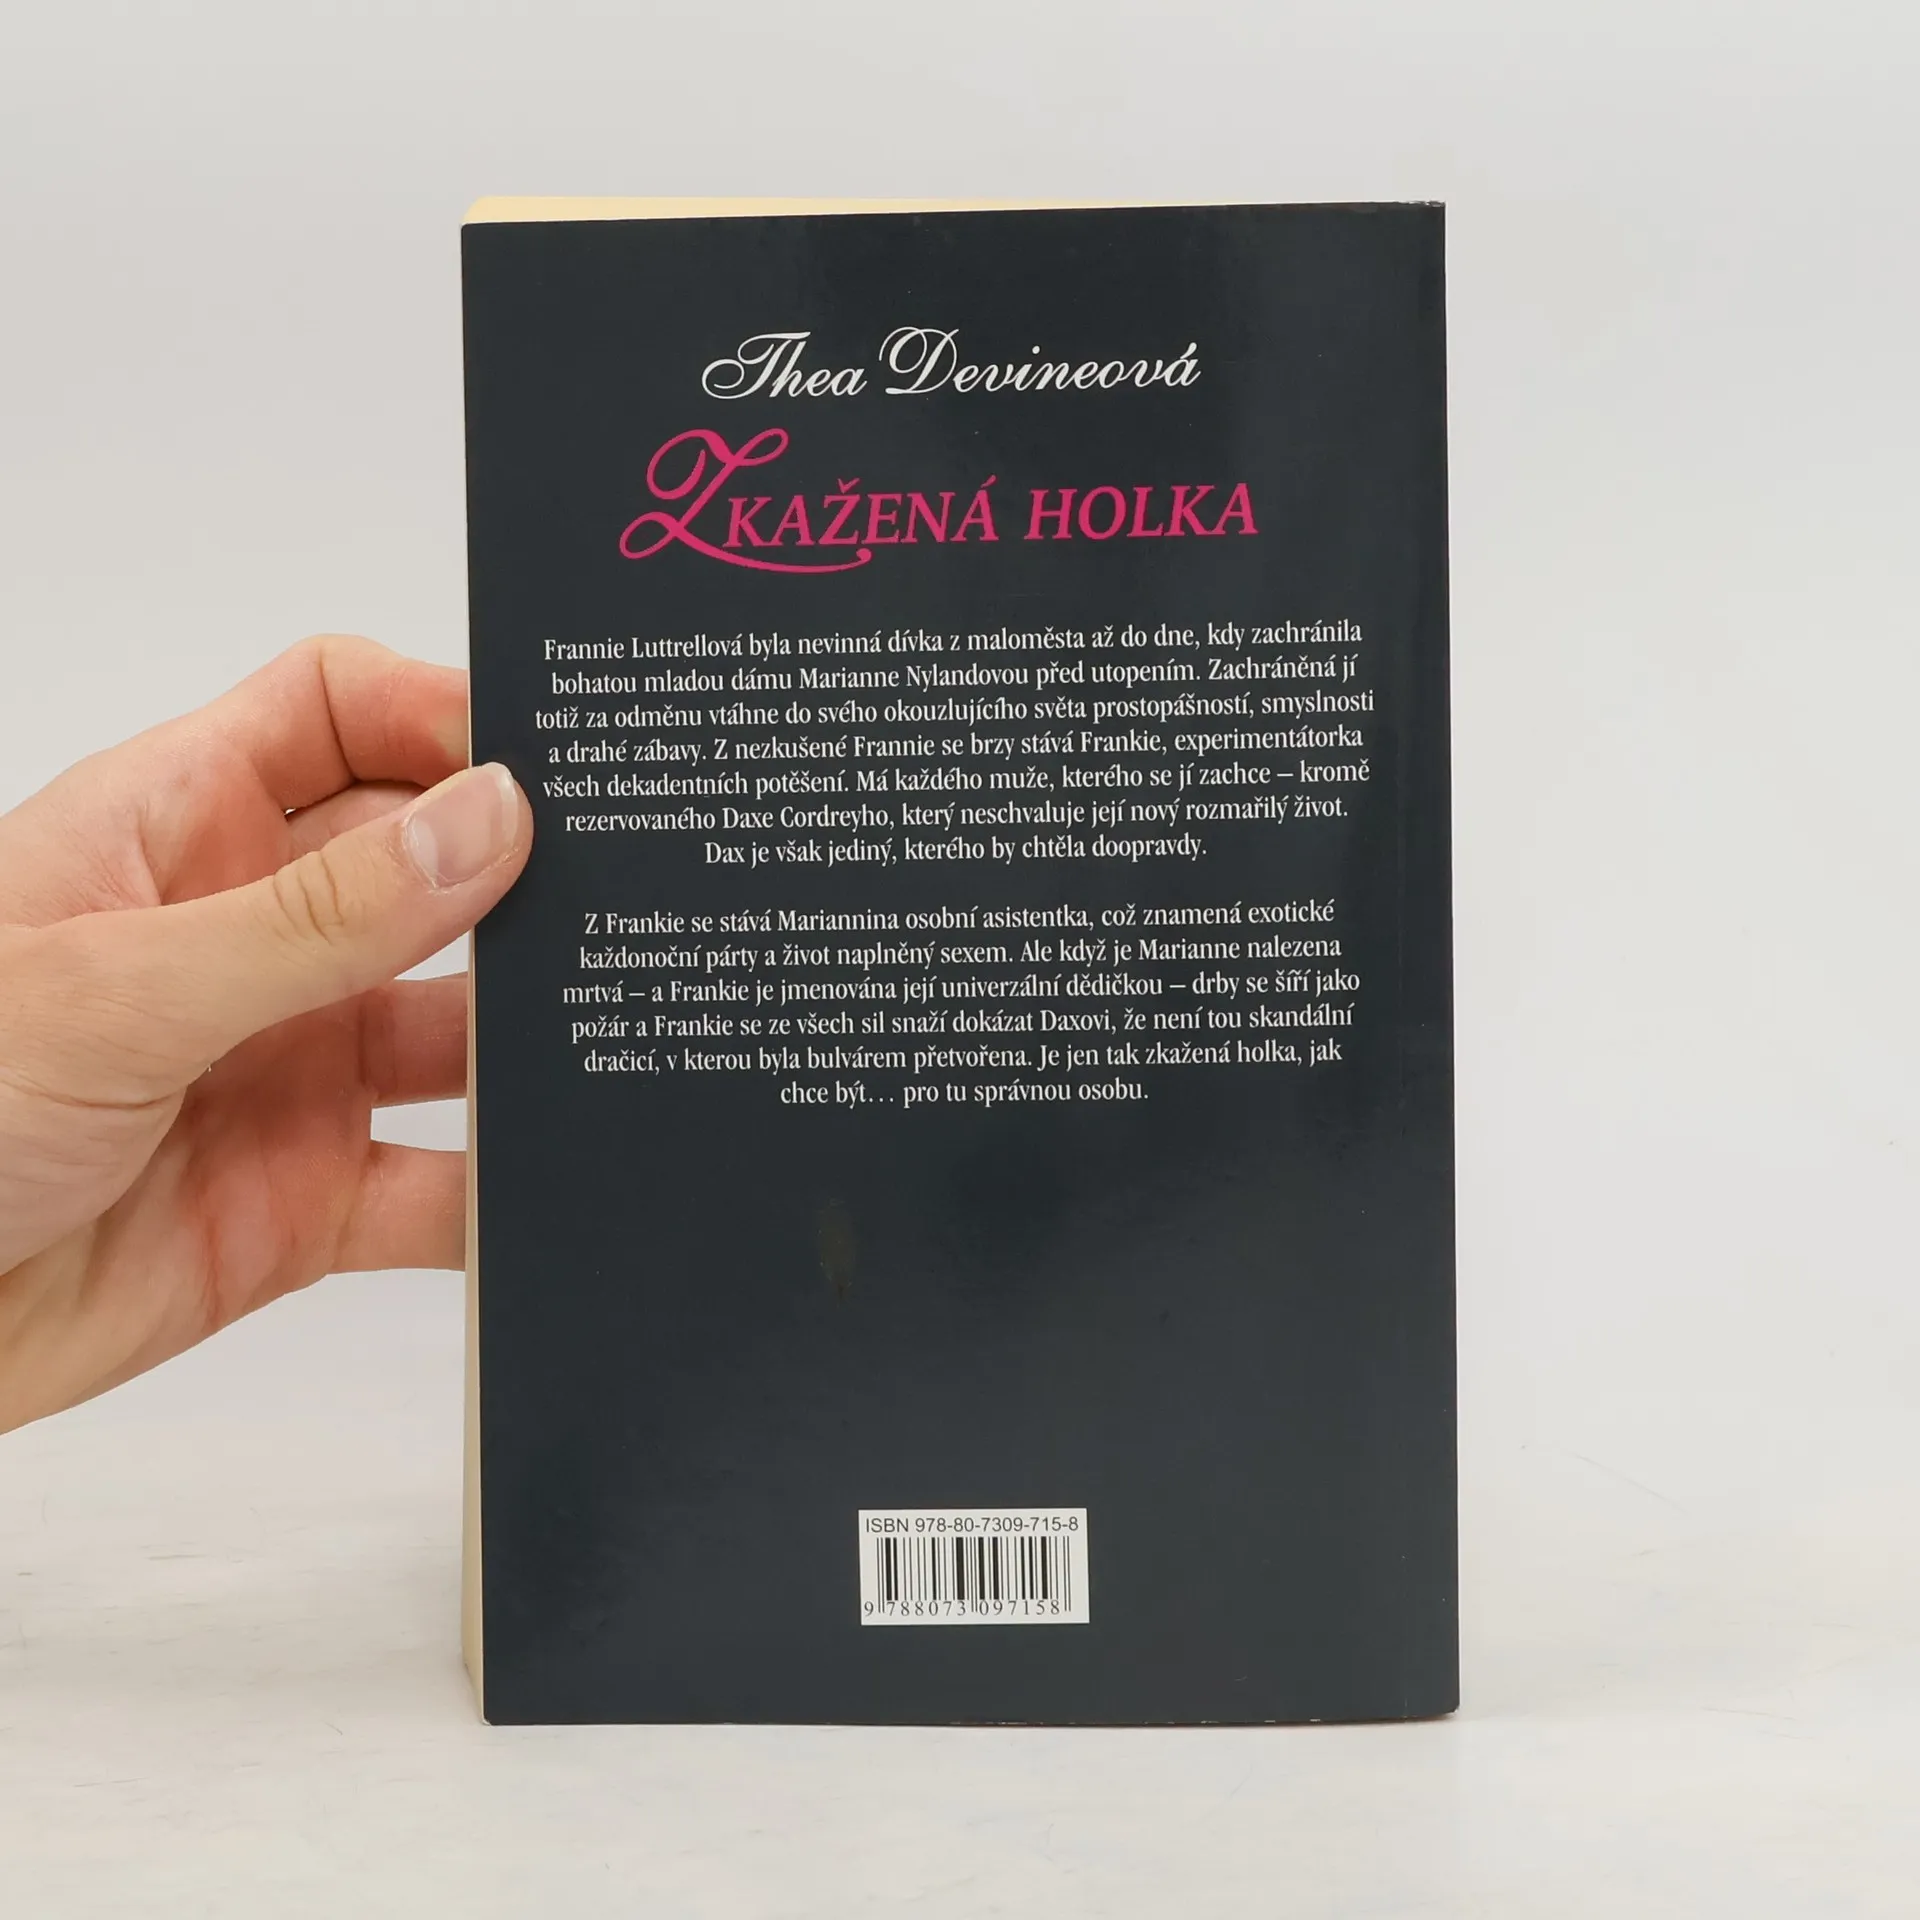 Thea Devineová
ZKAŽENÁ HOLKA
Frannie Luttrellová byla nevinná dívka z maloměsta až do dne, kdy zachránila
bohatou mladou dámu Marianne Nylandovou před utopením. Zachráněná jí
totiž za odměnu vtáhne do svého okouzlujícího světa prostopášností, smyslnosti
a drahé zábavy. Z nezkušené Frannie se brzy stává Frankie, experimentátorka
všech dekadentních potěšení. Má každého muže, kterého se jí zachce – kromě
rezervovaného Daxe Cordreyho, který neschvaluje její nový rozmařilý život.
Dax je však jediný, kterého by chtěla doopravdy.
Z Frankie se stává Mariannina osobní asistentka, což znamená exotické
každonoční párty a život naplněný sexem. Ale když je Marianne nalezena
mrtvá – a Frankie je jmenována její univerzální dědičkou – drby se šíří jako
požár a Frankie se ze všech sil snaží dokázat Daxovi, že není tou skandální
dračicí, v kterou byla bulvárem přetvořena. Je jen tak zkažená holka, jak
chce být... pro tu správnou osobu.
ISBN 978-80-7309-715-8
9 788073 097158